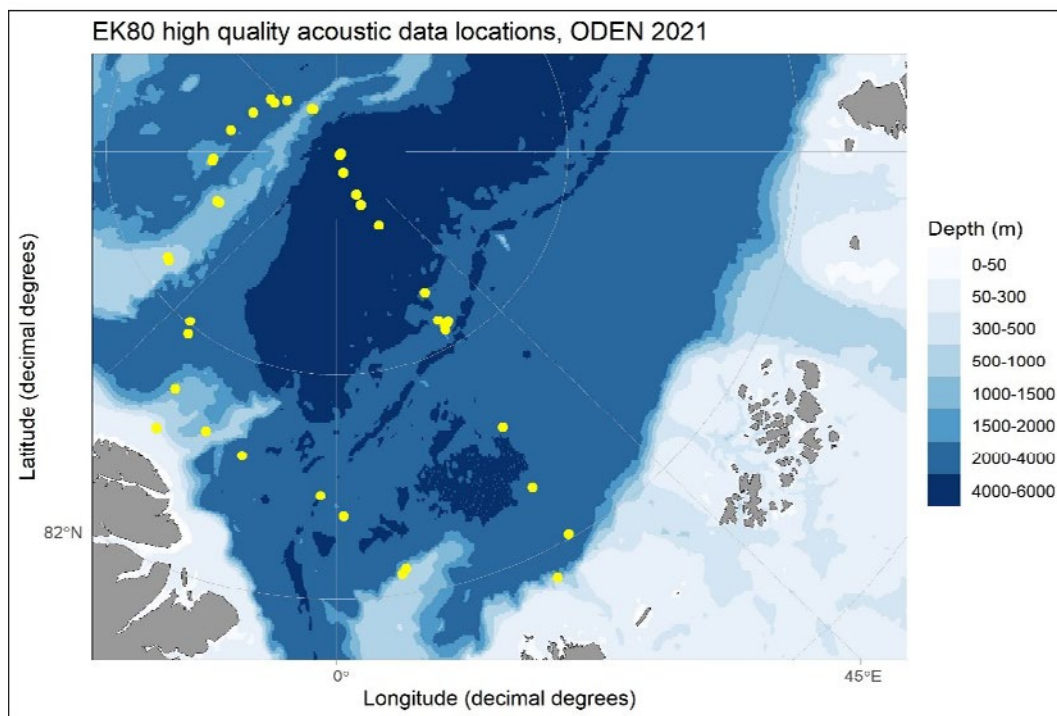 EK80 high quality acoustic data locations, ODEN 2021
Latitude (decimal degrees)
82°N
0°
45°E
Longitude (decimal degrees)
Depth (m)
0-50
50-300
300-500
500-1000
1000-1500
1500-2000
2000-4000
4000-6000